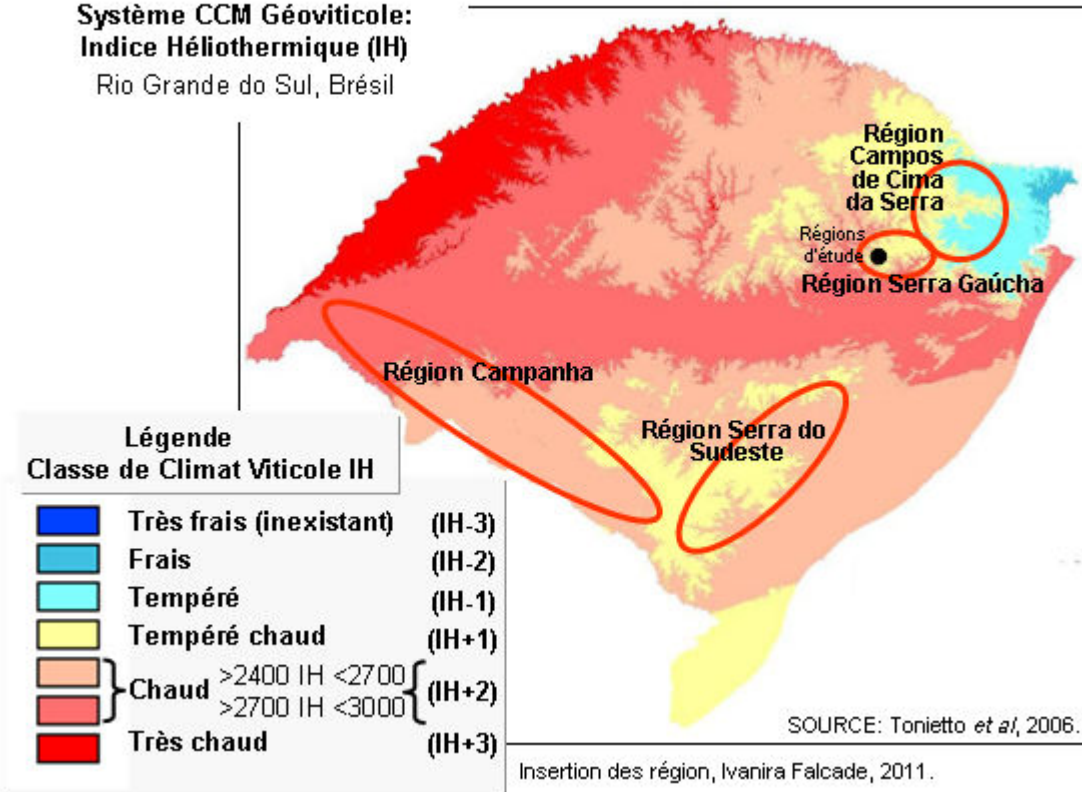 Système CCM Géoviticole:
Indice Héliothermique (IH)
Rio Grande do Sul, Brésil
Région
Campos
de Cima
da Serra
Régions
d'étude
Région Serra Gaúcha
Région Campanha
Région Serra do
Sudeste
Légende
Classe de Climat Viticole IH
Très frais (inexistant) (IH-3)
Frais (IH-2)
Tempéré (IH-1)
Tempéré chaud (IH+1)
Chaud >2400 IH <2700 (IH+2)
>2700 IH <3000
Très chaud (IH+3)
SOURCE: Tonietto et al, 2006.
Insertion des région, Ivanira Falcade, 2011.